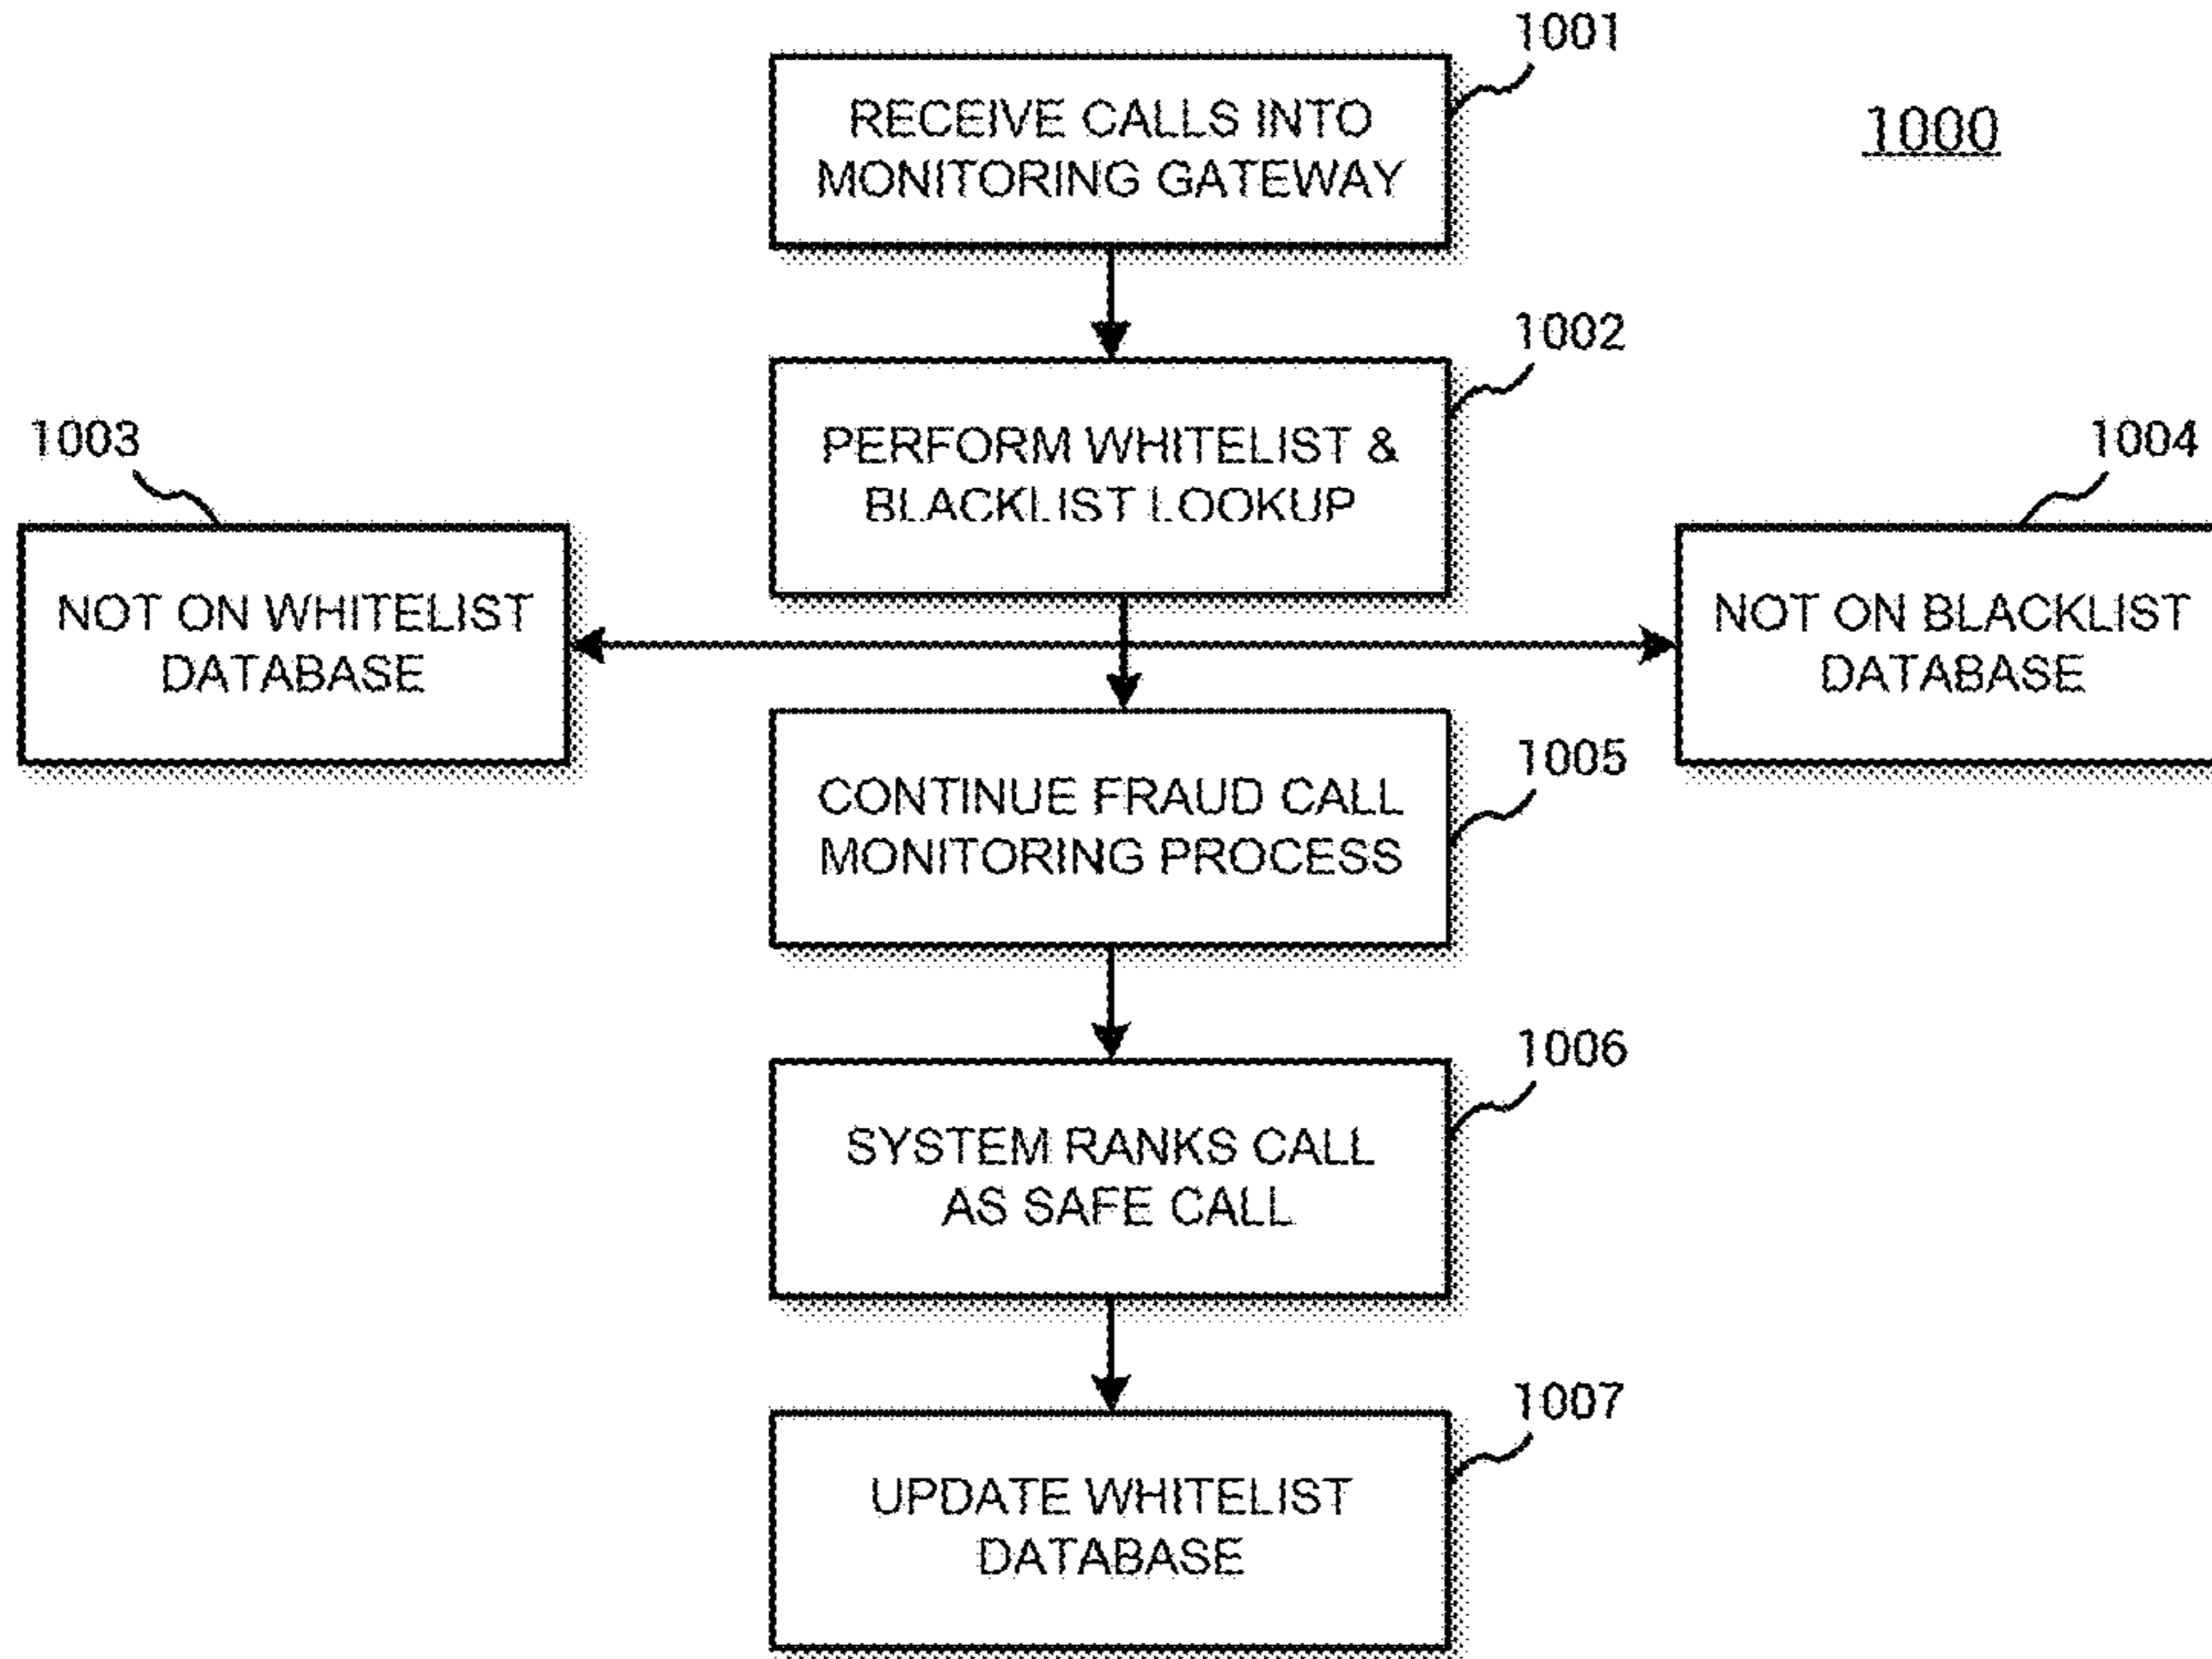 1001
1000
RECEIVE CALLS INTO
MONITORING GATEWAY
1002
PERFORM WHITELIST &
BLACKLIST LOOKUP
1003
NOT ON WHITELIST
DATABASE
1004
NOT ON BLACKLIST
DATABASE
1005
CONTINUE FRAUD CALL
MONITORING PROCESS
1006
SYSTEM RANKS CALL
AS SAFE CALL
1007
UPDATE WHITELIST
DATABASE